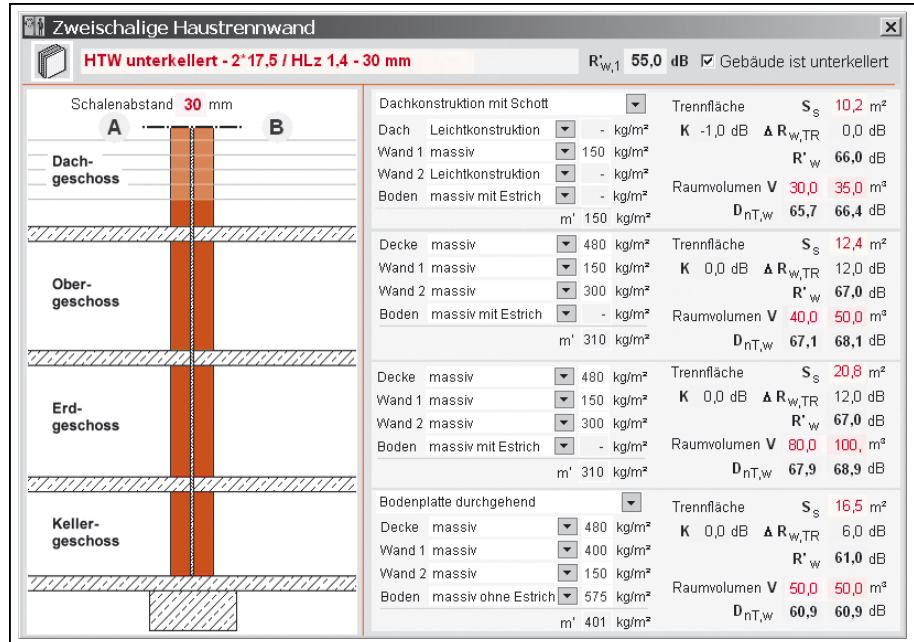 Zweischalige Haustrennwand
HTW unterkellert - 2*17,5 / HLz 1,4 - 30 mm R'w,1 55,0 dB Gebäude ist unterkellert
Schalenabstand 30 mm
A B
Dach-
geschoss
Ober-
geschoss
Erd-
geschoss
Keller-
geschoss
Dachkonstruktion mit Schott Trennfläche Ss 10,2 m²
Dach Leichtkonstruktion - kg/m² K -1,0 dB Δ Rw,TR 0,0 dB
Wand 1 massiv 150 kg/m² R'w 66,0 dB
Wand 2 Leichtkonstruktion - kg/m²
Boden massiv mit Estrich - kg/m² Raumvolumen V 30,0 35,0 m³
m' 150 kg/m² DnT,w 65,7 66,4 dB
Decke massiv 480 kg/m² Trennfläche Ss 12,4 m²
Wand 1 massiv 150 kg/m² K 0,0 dB Δ Rw,TR 12,0 dB
Wand 2 massiv 300 kg/m² R'w 67,0 dB
Boden massiv mit Estrich - kg/m² Raumvolumen V 40,0 50,0 m³
m' 310 kg/m² DnT,w 67,1 68,1 dB
Decke massiv 480 kg/m² Trennfläche Ss 20,8 m²
Wand 1 massiv 150 kg/m² K 0,0 dB Δ Rw,TR 12,0 dB
Wand 2 massiv 300 kg/m² R'w 67,0 dB
Boden massiv mit Estrich - kg/m² Raumvolumen V 80,0 100, m³
m' 310 kg/m² DnT,w 67,9 68,9 dB
Bodenplatte durchgehend Trennfläche Ss 16,5 m²
Decke massiv 480 kg/m² K 0,0 dB Δ Rw,TR 6,0 dB
Wand 1 massiv 400 kg/m² R'w 61,0 dB
Wand 2 massiv 150 kg/m²
Boden massiv ohne Estrich 575 kg/m² Raumvolumen V 50,0 50,0 m³
m' 401 kg/m² DnT,w 60,9 60,9 dB